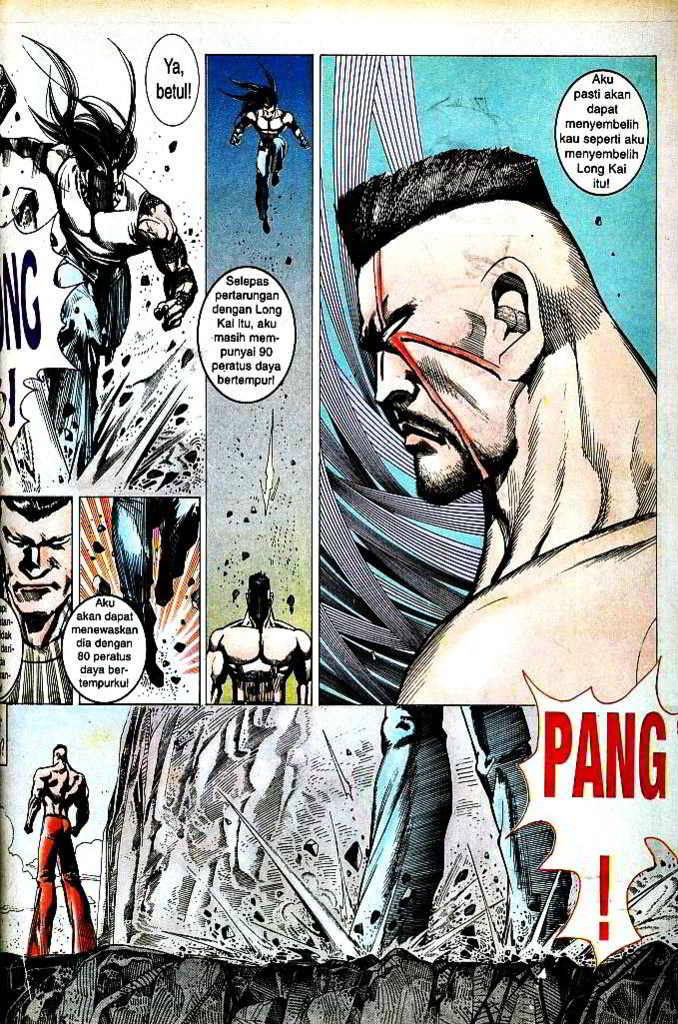 Ya,
betul!
Selepas
pertarungan
dengan Long
Kai Itu, aku
masih mem-
punyai 90
peratus daya
bertempur!
Aku
pasti akan
dapat
menyembelih
kau seperti aku
menyembelih
Long Kai
itu!
NG
!
Aku
akan dapat
menewaskan
dia dengan
80 peratus
daya ber-
tempurku!
PANG
!